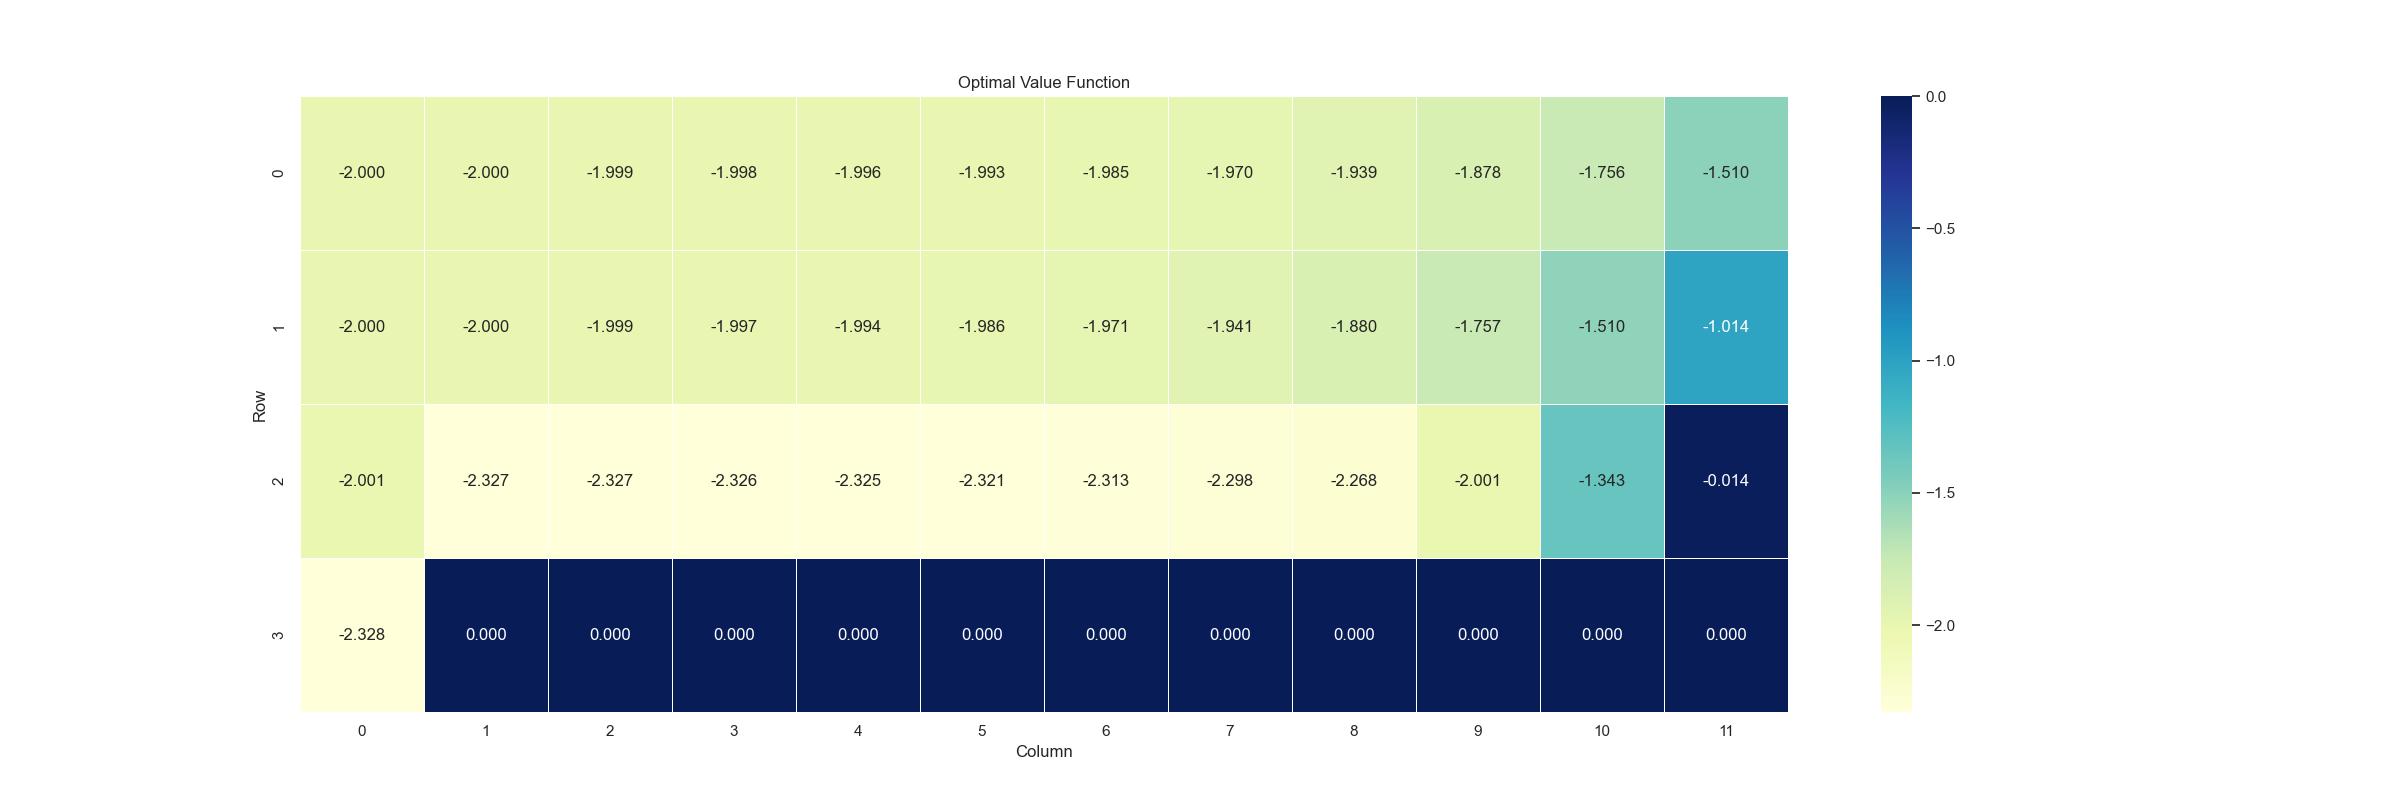 Optimal Value Function
0 -2.000 -2.000 -1.999 -1.998 -1.996 -1.993 -1.985 -1.970 -1.939 -1.878 -1.756 -1.510
1 -2.000 -2.000 -1.999 -1.997 -1.994 -1.986 -1.971 -1.941 -1.880 -1.757 -1.510 -1.014
2 -2.001 -2.327 -2.327 -2.326 -2.325 -2.321 -2.313 -2.298 -2.268 -2.001 -1.343 -0.014
3 -2.328 0.000 0.000 0.000 0.000 0.000 0.000 0.000 0.000 0.000 0.000 0.000
Row
0 1 2 3 4 5 6 7 8 9 10 11
Column
0.0
−0.5
−1.0
−1.5
−2.0